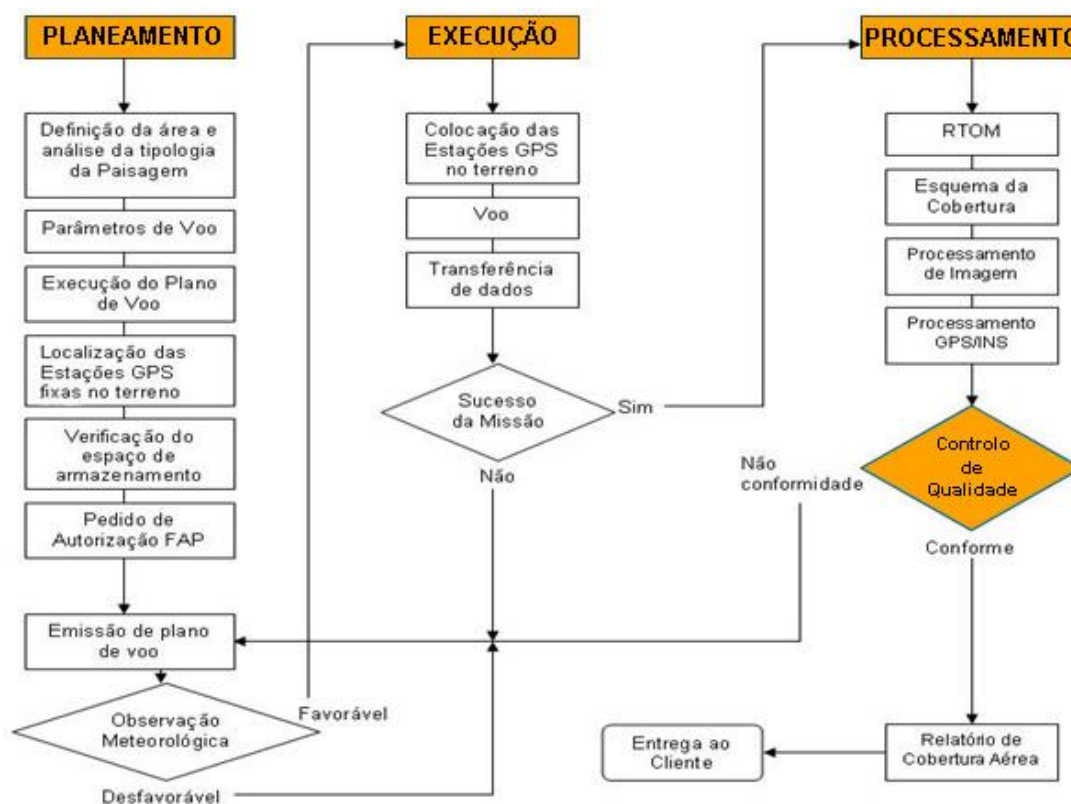 PLANEAMENTO
Definição da área e
análise da tipologia
da Paisagem
Parâmetros de Voo
Execução do Plano
de Voo
Localização das
Estações GPS
fixas no terreno
Verificação do
espaço de
armazenamento
Pedido de
Autorização FAP
Emissão de plano
de voo
Observação
Meteorológica
Favorável
Desfavorável
EXECUÇÃO
Colocação das
Estações GPS
no terreno
Voo
Transferência
de dados
Sucesso
da Missão
Sim
Não
PROCESSAMENTO
RTOM
Esquema da
Cobertura
Processamento
de Imagem
Processamento
GPS/INS
Controlo
de
Qualidade
Não
conformidade
Conforme
Relatório de
Cobertura Aérea
Entrega ao
Cliente